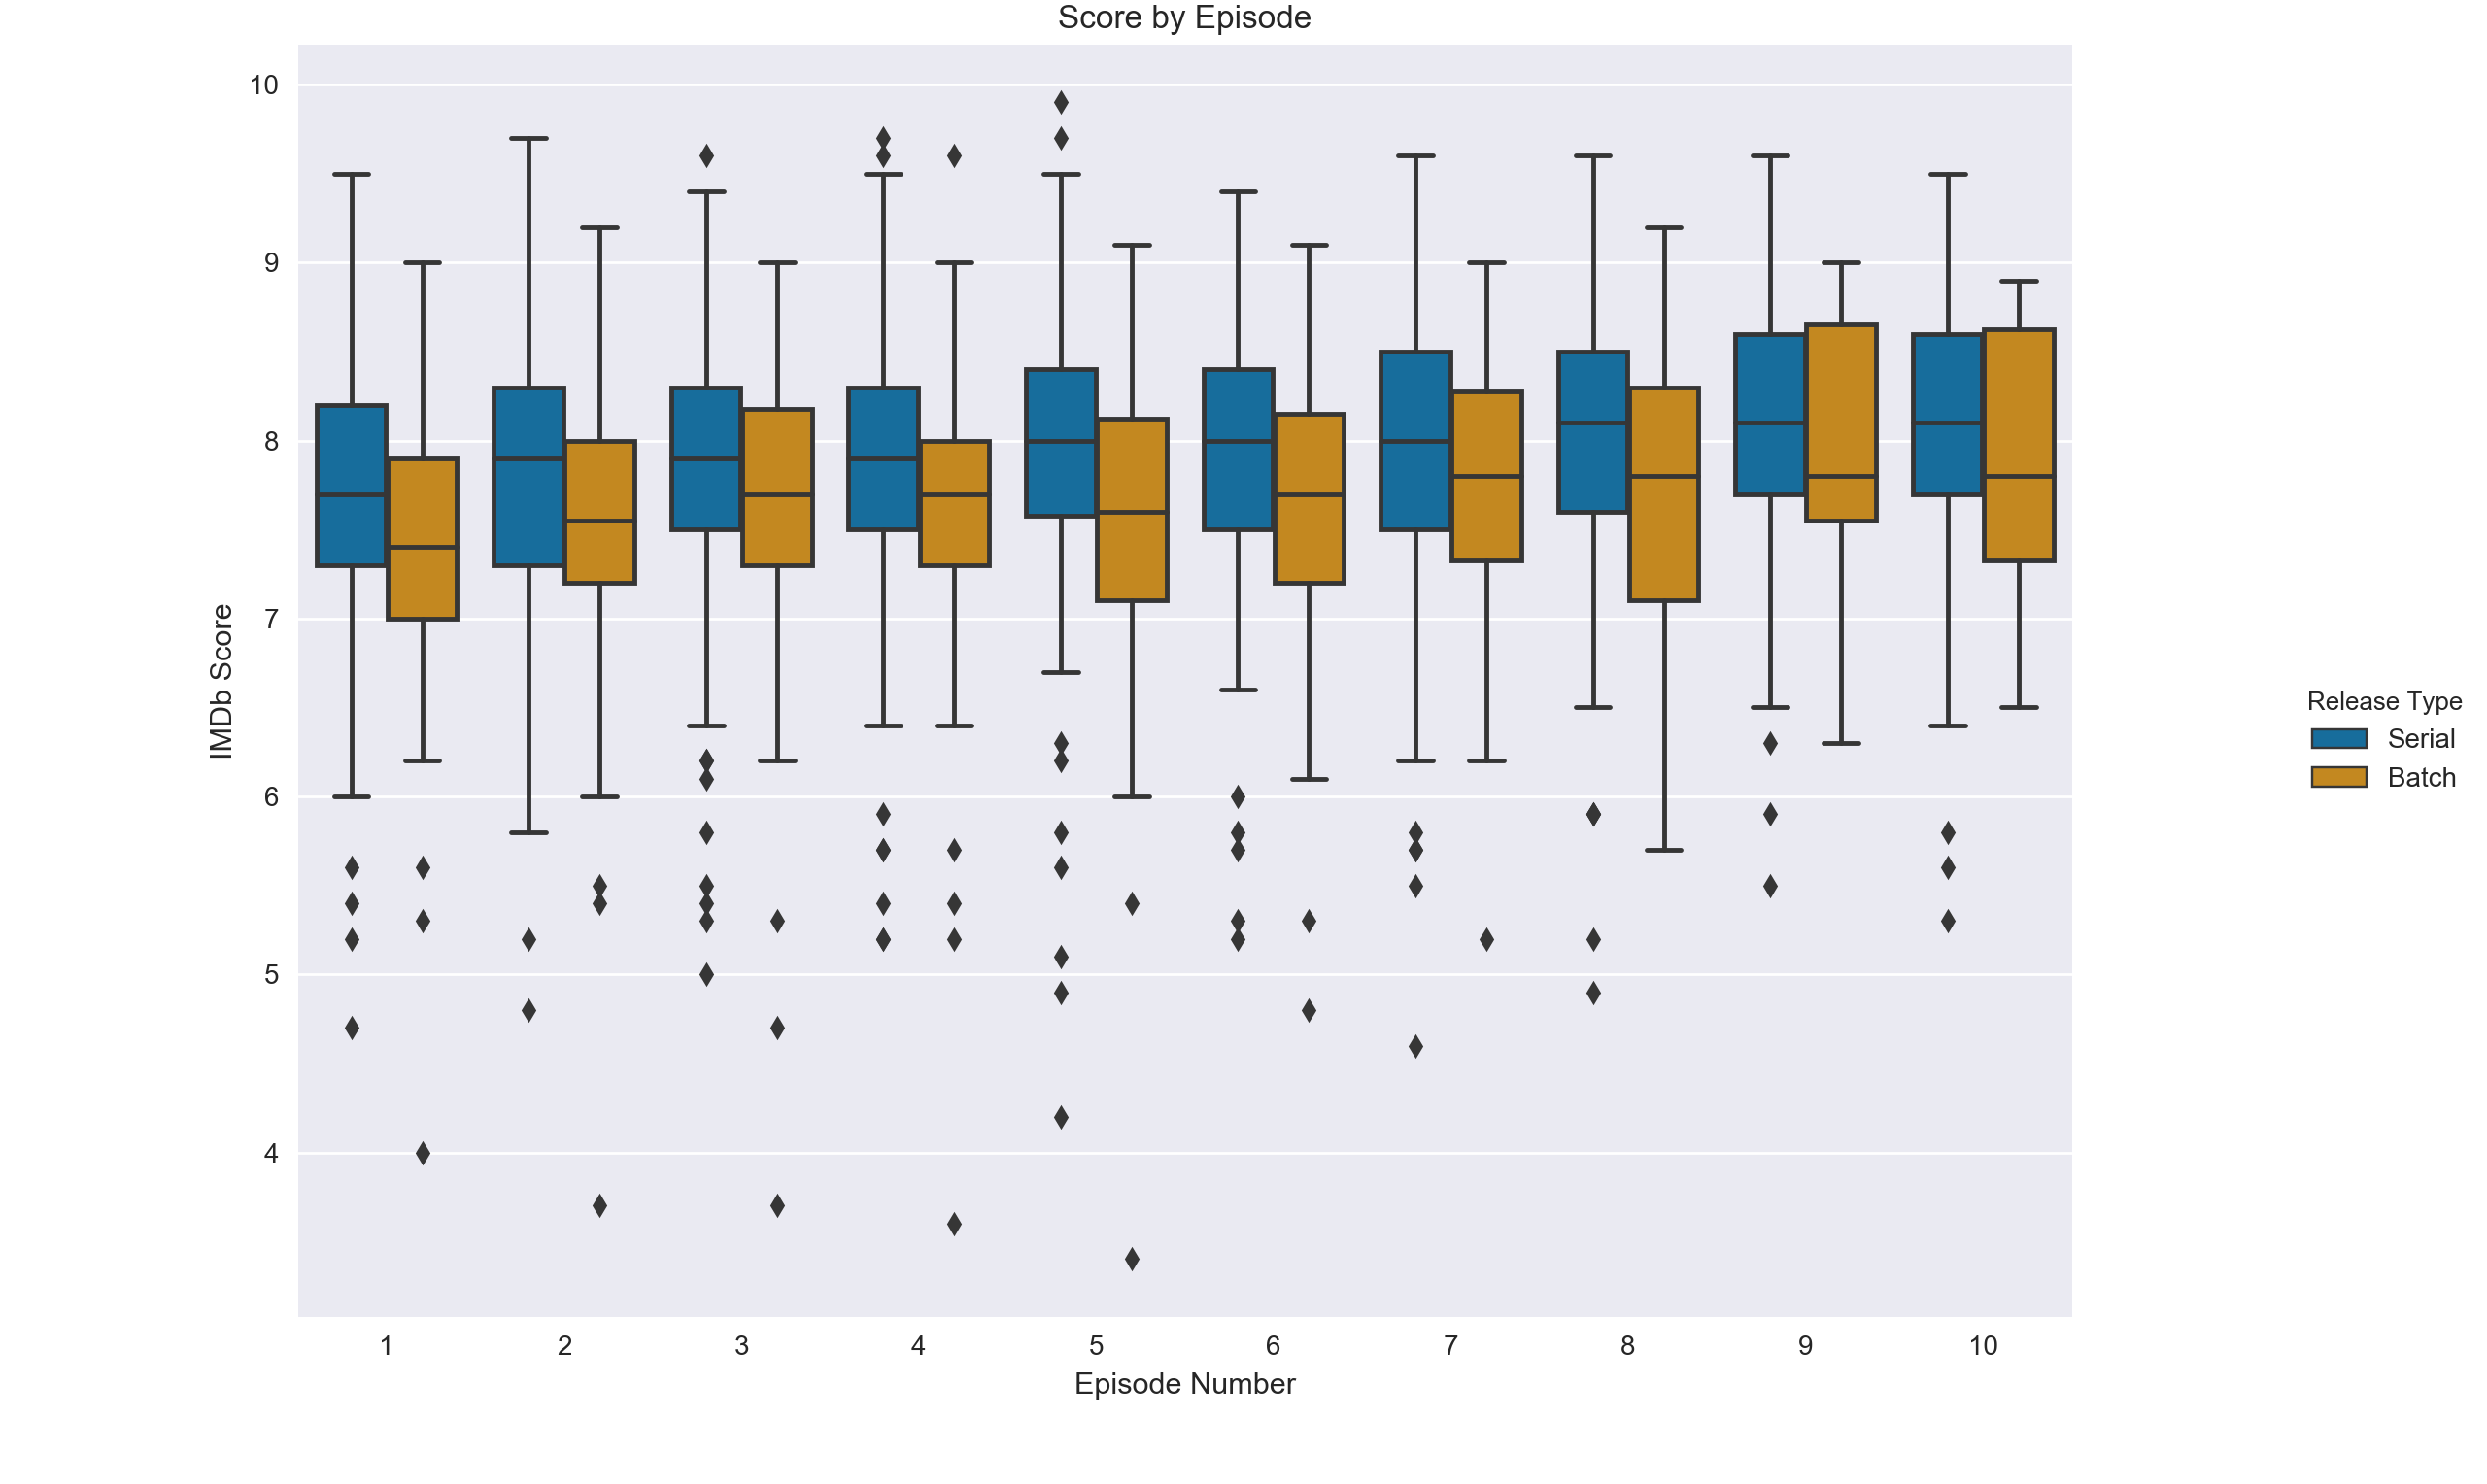 Score by Episode
10
9
8
7
6
5
4
IMDb Score
1 2 3 4 5 6 7 8 9 10
Episode Number
Release Type
Serial
Batch